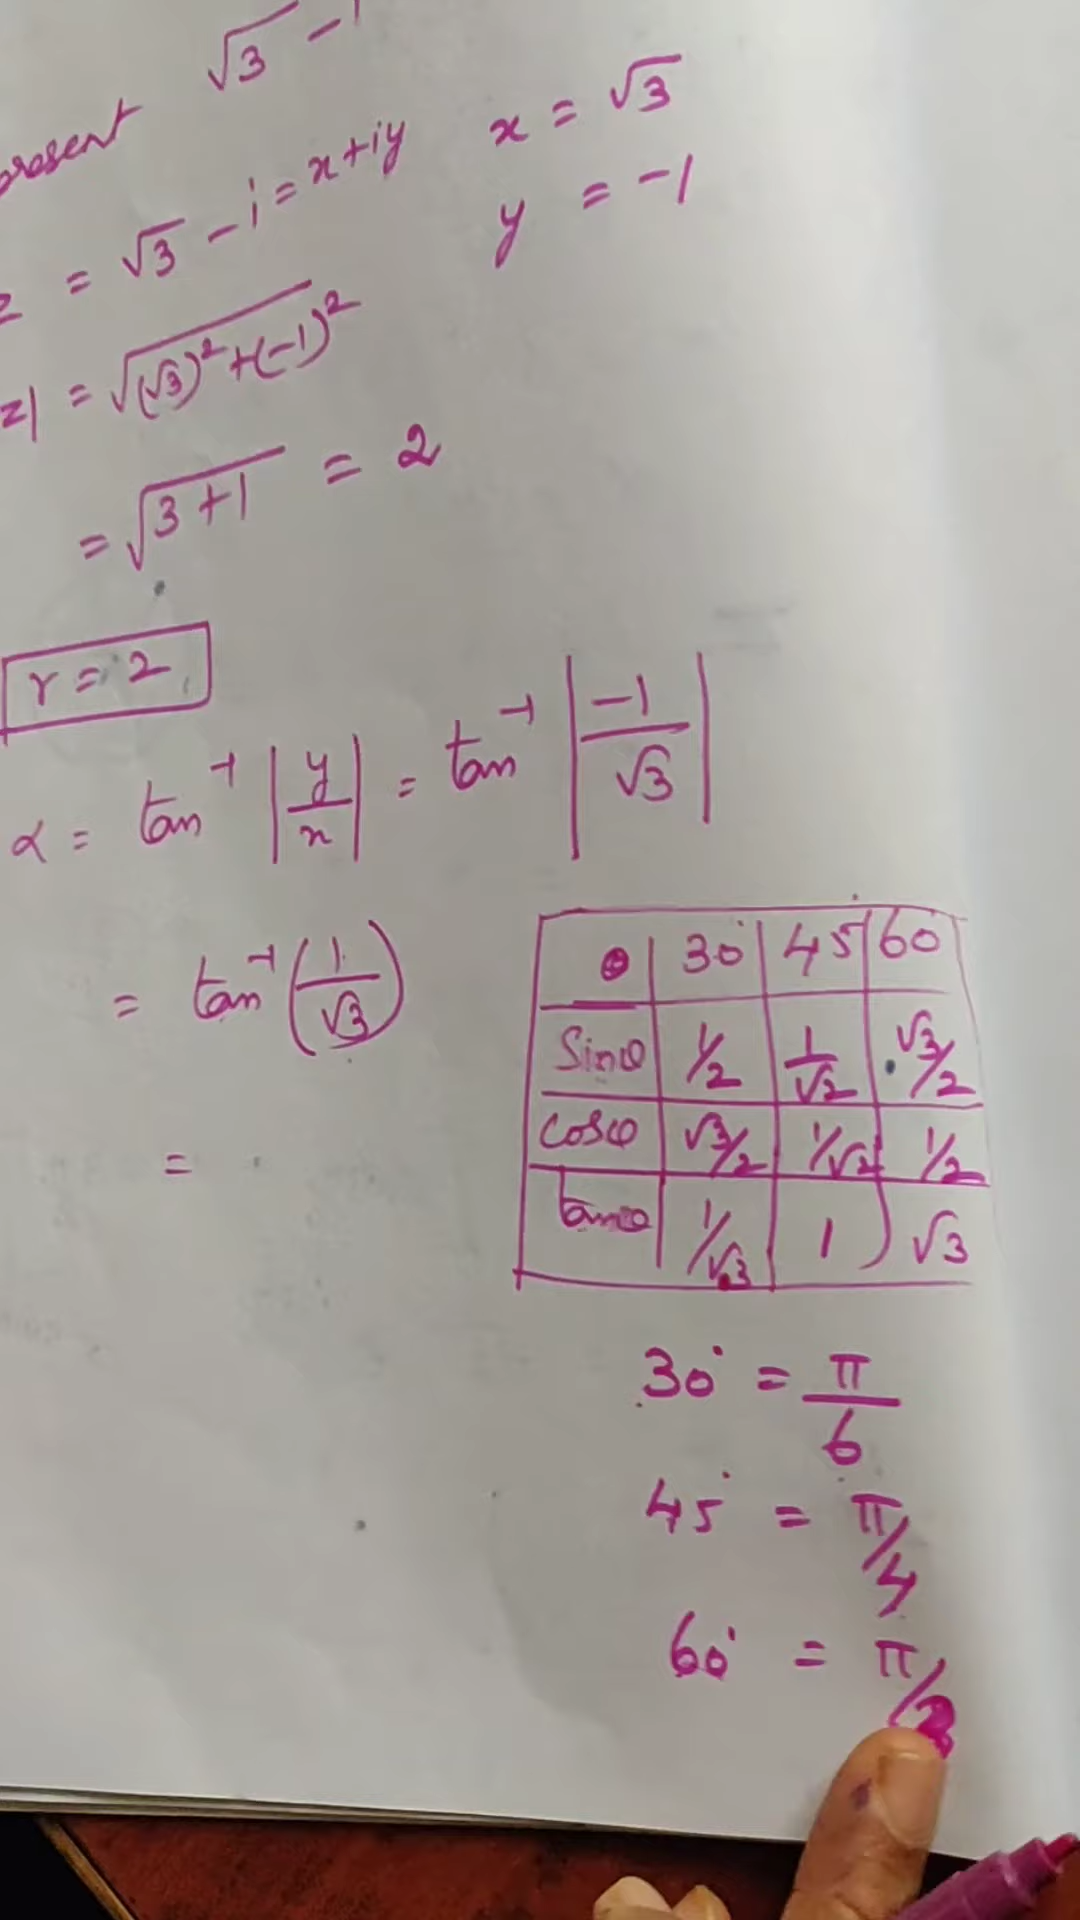 √3 - i
present
z = √3 - i = x+iy
x = √3
y = -1
|z| = √(√3)²+(-1)²
= √3+1 = 2
r = 2
α = tan⁻¹ |y/x| = tan⁻¹ |-1/√3|
= tan⁻¹ (1/√3)
=
θ 30° 45° 60°
Sinθ 1/2 1/√2 √3/2
Cosθ √3/2 1/√2 1/2
tanθ 1/√3 1 √3
30° = π/6
45° = π/4
60° = π/